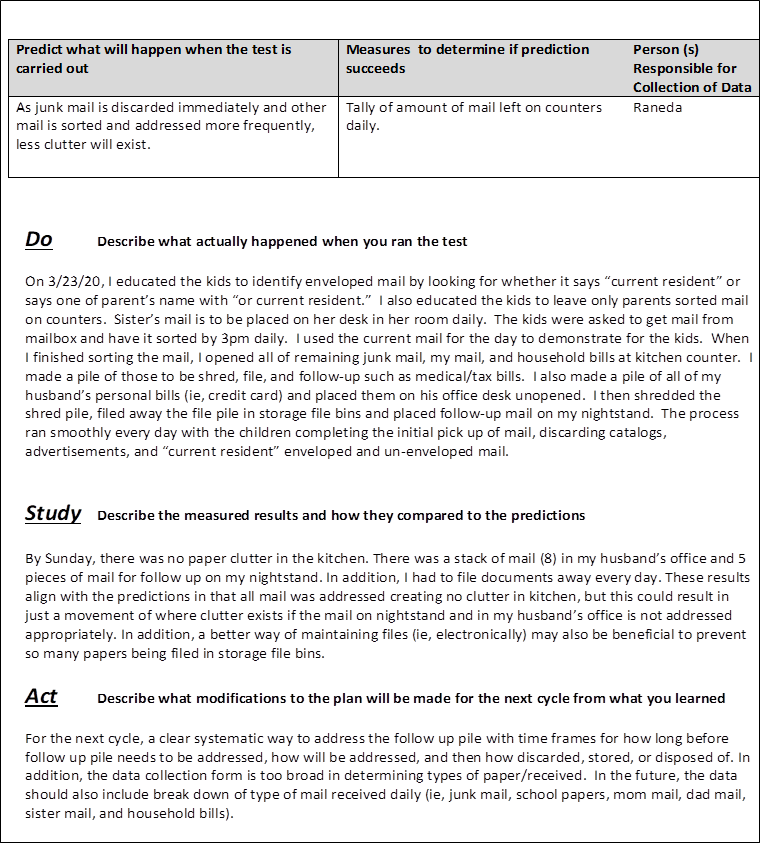 Predict what will happen when the test is carried out
Measures  to determine if prediction succeeds
Person (s) Responsible for Collection of Data
As junk mail is discarded immediately and other mail is sorted and addressed more frequently, less clutter will exist.
Tally of amount of mail left on counters daily.
Raneda
Do Describe what actually happened when you ran the test
On 3/23/20, I educated the kids to identify enveloped mail by looking for whether it says “current resident” or
says one of parent’s name with “or current resident.”  I also educated the kids to leave only parents sorted mail
on counters.  Sister’s mail is to be placed on her desk in her room daily.  The kids were asked to get mail from
mailbox and have it sorted by 3pm daily.  I used the current mail for the day to demonstrate for the kids.  When
I finished sorting the mail, I opened all of remaining junk mail, my mail, and household bills at kitchen counter.  I
made a pile of those to be shred, file, and follow-up such as medical/tax bills.  I also made a pile of all of my
husband’s personal bills (ie, credit card) and placed them on his office desk unopened.  I then shredded the
shred pile, filed away the file pile in storage file bins and placed follow-up mail on my nightstand.  The process
ran smoothly every day with the children completing the initial pick up of mail, discarding catalogs,
advertisements, and “current resident” enveloped and un-enveloped mail.
Study Describe the measured results and how they compared to the predictions
By Sunday, there was no paper clutter in the kitchen. There was a stack of mail (8) in my husband’s office and 5
pieces of mail for follow up on my nightstand. In addition, I had to file documents away every day. These results
align with the predictions in that all mail was addressed creating no clutter in kitchen, but this could result in
just a movement of where clutter exists if the mail on nightstand and in my husband’s office is not addressed
appropriately. In addition, a better way of maintaining files (ie, electronically) may also be beneficial to prevent
so many papers being filed in storage file bins.
Act Describe what modifications to the plan will be made for the next cycle from what you learned
For the next cycle, a clear systematic way to address the follow up pile with time frames for how long before
follow up pile needs to be addressed, how will be addressed, and then how discarded, stored, or disposed of. In
addition, the data collection form is too broad in determining types of paper/received.  In the future, the data
should also include break down of type of mail received daily (ie, junk mail, school papers, mom mail, dad mail,
sister mail, and household bills).